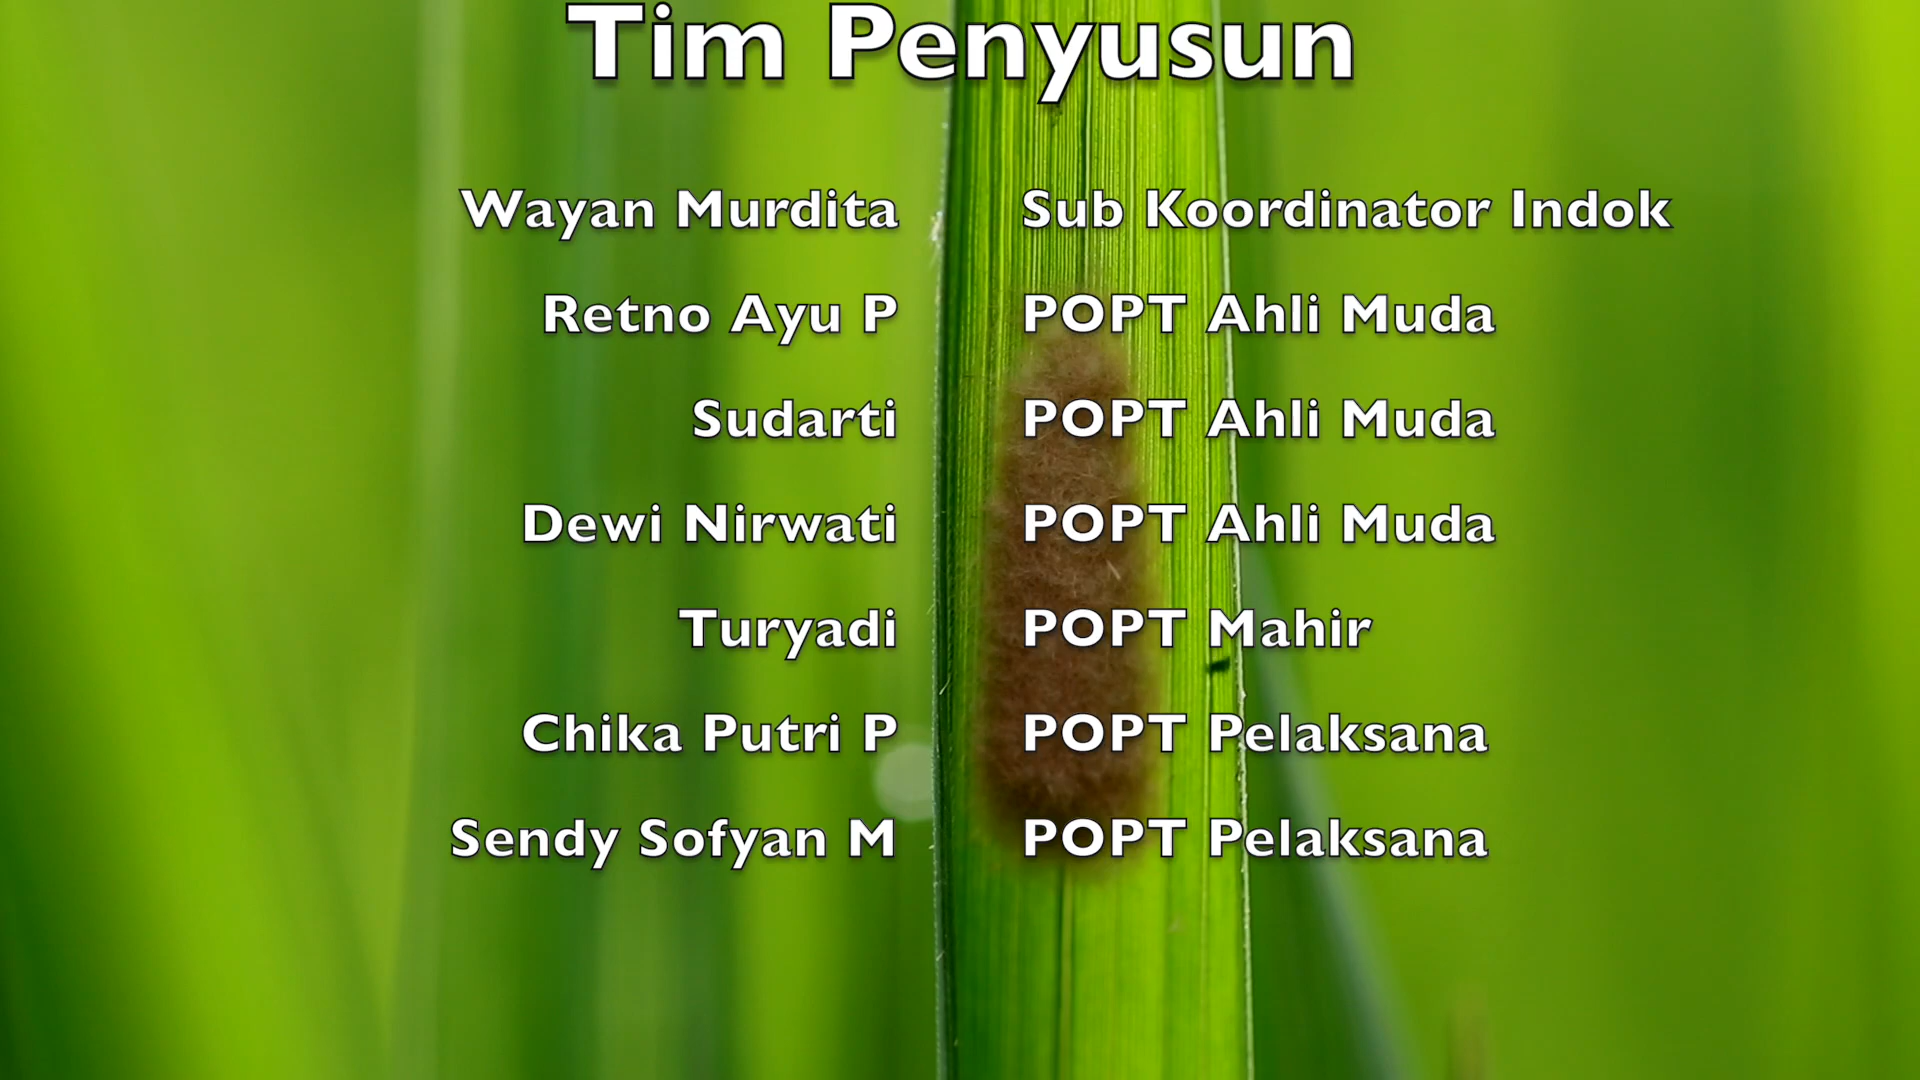 Tim Penyusun
Wayan Murdita Sub Koordinator Indok
Retno Ayu P POPT Ahli Muda
Sudarti POPT Ahli Muda
Dewi Nirwati POPT Ahli Muda
Turyadi POPT Mahir
Chika Putri P POPT Pelaksana
Sendy Sofyan M POPT Pelaksana